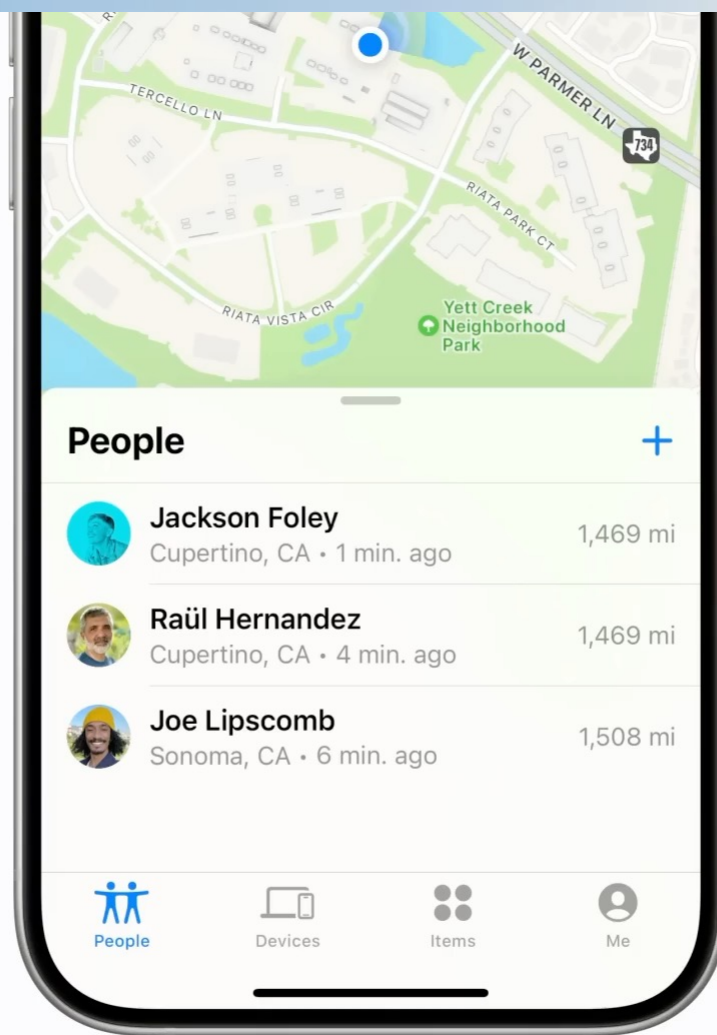 W PARMER LN
TERCELLO LN
734
RIATA PARK CT
RIATA VISTA CIR
Yett Creek
Neighborhood
Park
People
+
Jackson Foley
1,469 mi
Cupertino, CA • 1 min. ago
Raül Hernandez
1,469 mi
Cupertino, CA • 4 min. ago
Joe Lipscomb
1,508 mi
Sonoma, CA • 6 min. ago
People
Devices
Items
Me